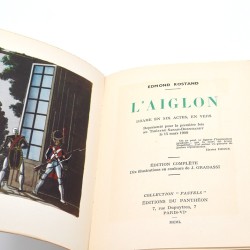 EDMOND ROSTAND
L'AIGLON
DRAME EN SIX ACTES, EN VERS
Représenté pour la première fois
au Théâtre Sarah-Bernhardt
le 15 mars 1900
ÉDITION COMPLÈTE
Illustrations en couleurs de J. GRADASSI
COLLECTION "PASTELS"
ÉDITIONS DU PANTHÉON
7, rue Dupuytren, 7
PARIS-VI